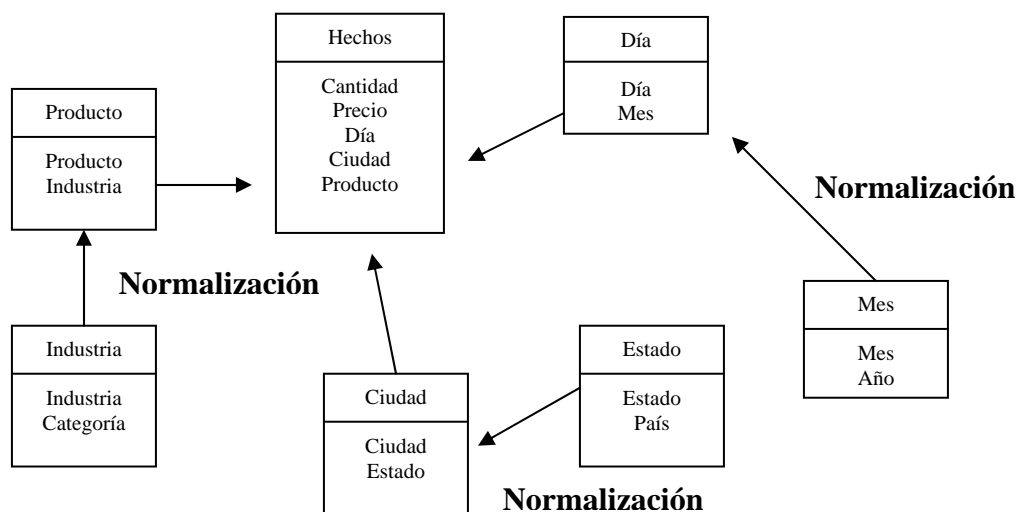 Hechos
Cantidad
Precio
Día
Ciudad
Producto
Día
Día
Mes
Producto
Producto
Industria
Normalización
Normalización
Industria
Industria
Categoría
Ciudad
Ciudad
Estado
Estado
Estado
País
Normalización
Mes
Mes
Año